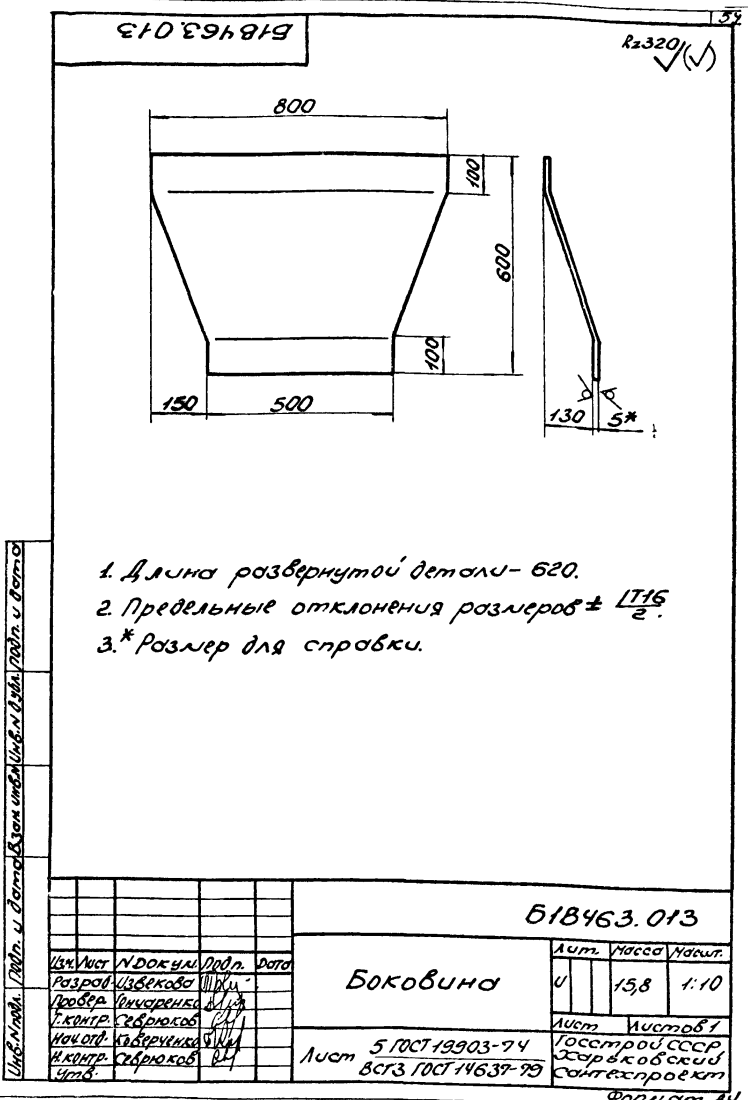 54
Б18463.013
Rz320 (√)
800
100
600
100
150
500
130
5*
1. Длина развернутой детали - 620.
2. Предельные отклонения размеров ± IT16/2.
3.* Размер для справки.
Инв.N подл.
Подп. и дата
Взам инв.N
Инв.N дубл.
Подп. и дата
Б18463.013
Изм. Лист N докум. Подп. Дата
Разраб. Извекова
Провер. Гончаренко
Т.контр. Севрюков
Нач.отд. Коверченко
Н.контр. Севрюков
Утв.
Боковина
Лит. Масса Масшт.
И 15,8 1:10
Лист Листов 1
Лист 5 ГОСТ 19903-74
ВСт3 ГОСТ 14637-79
Госстрой СССР
Харьковский
Сантехпроект
Формат А4